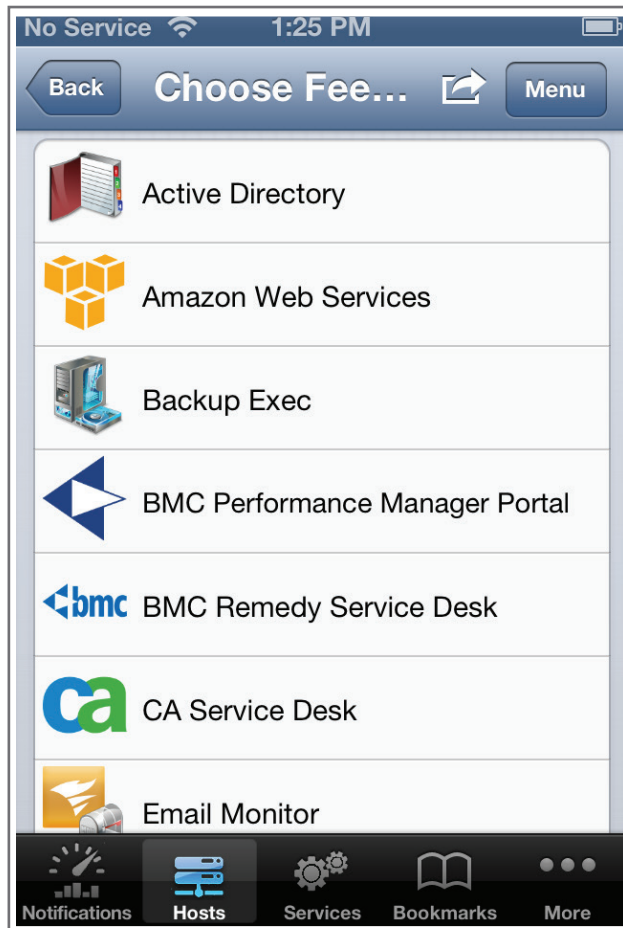 No Service 1:25 PM
Back Choose Fee... Menu
Active Directory
Amazon Web Services
Backup Exec
BMC Performance Manager Portal
bmc BMC Remedy Service Desk
ca CA Service Desk
Email Monitor
Notifications Hosts Services Bookmarks More